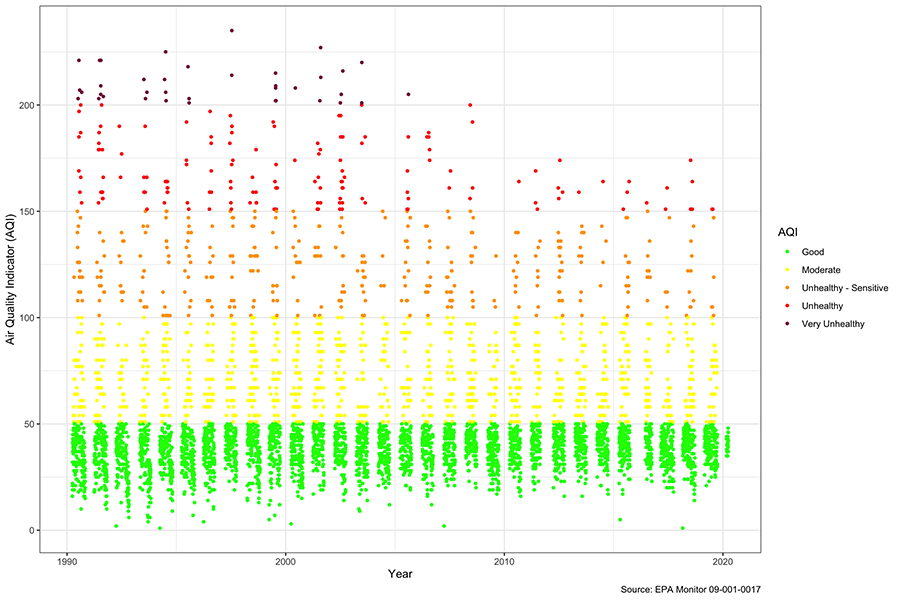 Air Quality Indicator (AQI)
200
150
100
50
0
1990
2000
2010
2020
Year
AQI
Good
Moderate
Unhealthy - Sensitive
Unhealthy
Very Unhealthy
Source: EPA Monitor 09-001-0017